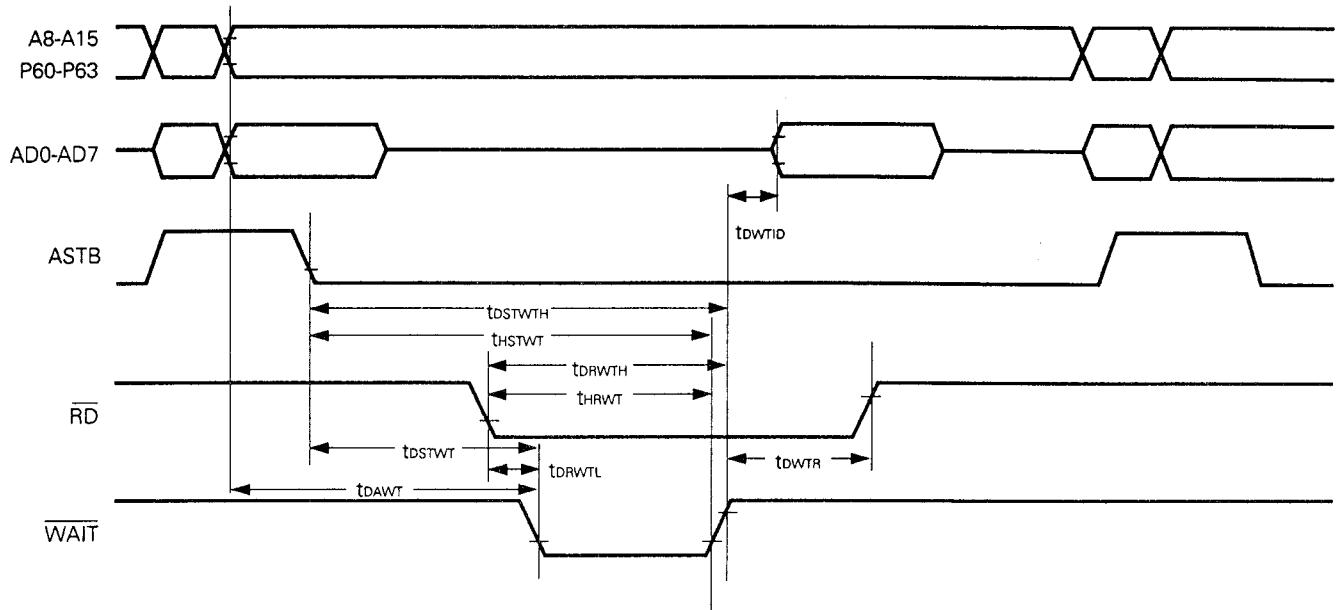 A8-A15
P60-P63
AD0-AD7
tDWTID
ASTB
tDSTWTH
tHSTWT
tDRWTH
tHRWT
RD
tDSTWT
tDRWTL
tDWTR
tDAWT
WAIT